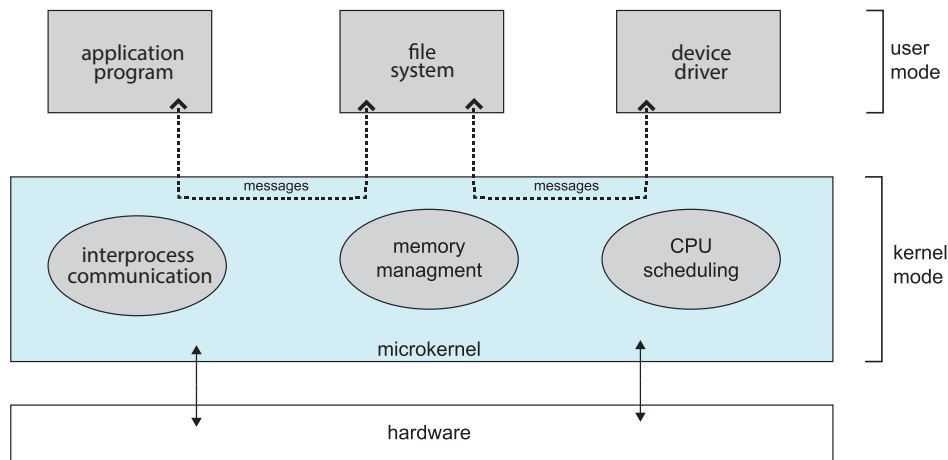 application
program
file
system
device
driver
user
mode
messages
messages
interprocess
communication
memory
managment
CPU
scheduling
kernel
mode
microkernel
hardware